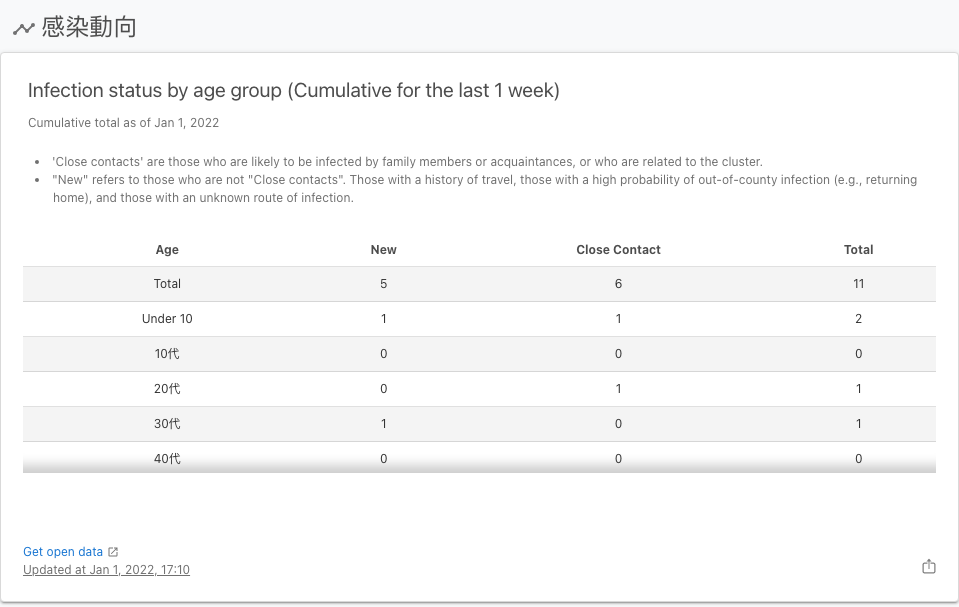 感染動向
Infection status by age group (Cumulative for the last 1 week)
Cumulative total as of Jan 1, 2022
• 'Close contacts' are those who are likely to be infected by family members or acquaintances, or who are related to the cluster.
• "New" refers to those who are not "Close contacts". Those with a history of travel, those with a high probability of out-of-county infection (e.g., returning
home), and those with an unknown route of infection.
Age New Close Contact Total
Total 5 6 11
Under 10 1 1 2
10代 0 0 0
20代 0 1 1
30代 1 0 1
40代 0 0 0
Get open data
Updated at Jan 1, 2022, 17:10